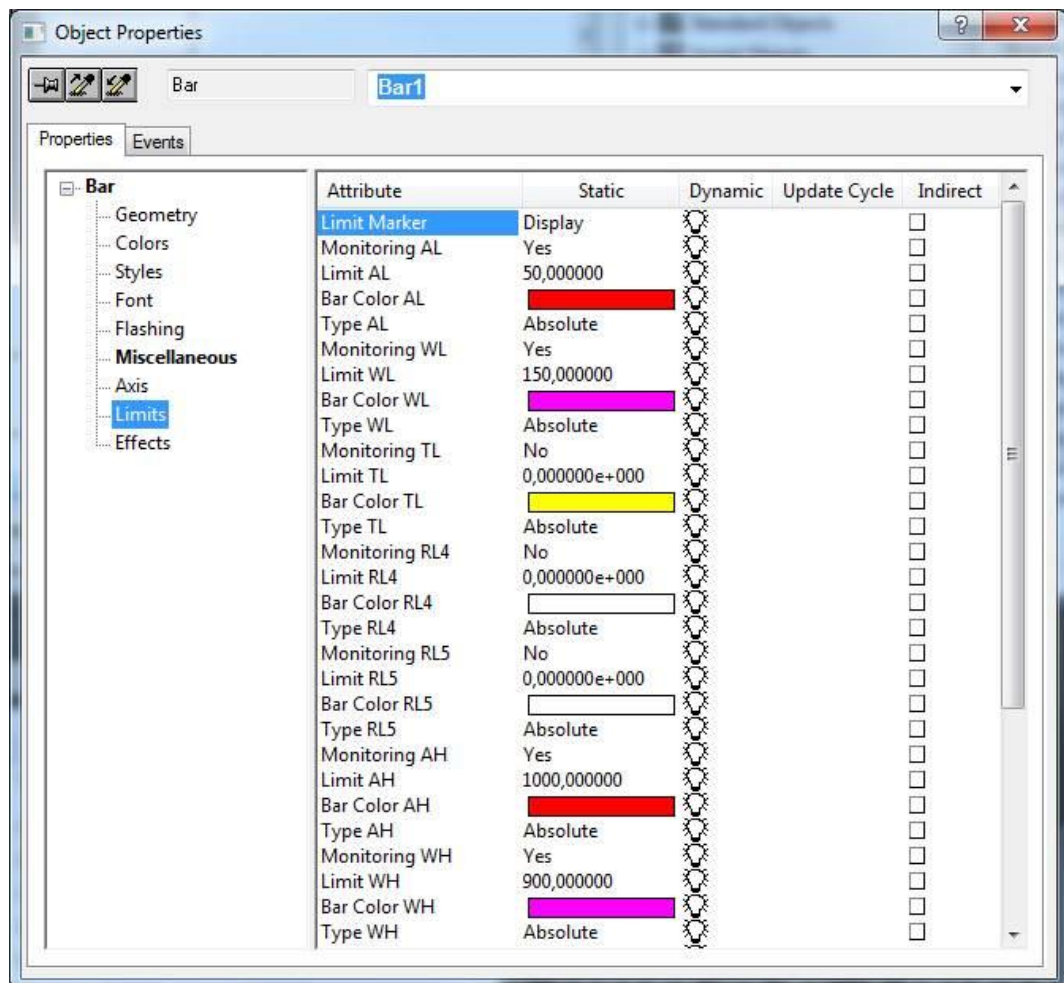 Object Properties
Bar
Bar1
Properties Events
Bar
Geometry
Colors
Styles
Font
Flashing
Miscellaneous
Axis
Limits
Effects
Attribute Static Dynamic Update Cycle Indirect
Limit Marker Display
Monitoring AL Yes
Limit AL 50,000000
Bar Color AL
Type AL Absolute
Monitoring WL Yes
Limit WL 150,000000
Bar Color WL
Type WL Absolute
Monitoring TL No
Limit TL 0,000000e+000
Bar Color TL
Type TL Absolute
Monitoring RL4 No
Limit RL4 0,000000e+000
Bar Color RL4
Type RL4 Absolute
Monitoring RL5 No
Limit RL5 0,000000e+000
Bar Color RL5
Type RL5 Absolute
Monitoring AH Yes
Limit AH 1000,000000
Bar Color AH
Type AH Absolute
Monitoring WH Yes
Limit WH 900,000000
Bar Color WH
Type WH Absolute